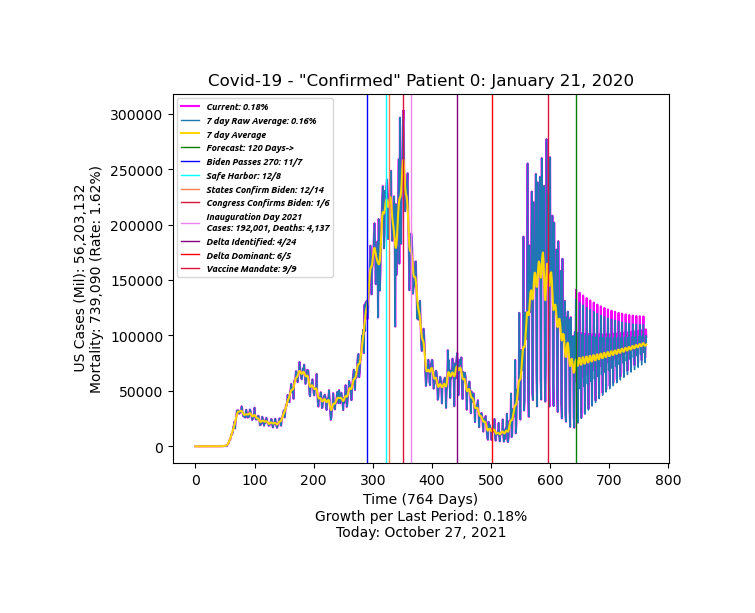 Covid-19 - "Confirmed" Patient 0: January 21, 2020
Current: 0.18%
7 day Raw Average: 0.16%
7 day Average
Forecast: 120 Days->
Biden Passes 270: 11/7
Safe Harbor: 12/8
States Confirm Biden: 12/14
Congress Confirms Biden: 1/6
Inauguration Day 2021
Cases: 192,001, Deaths: 4,137
Delta Identified: 4/24
Delta Dominant: 6/5
Vaccine Mandate: 9/9
300000
250000
200000
150000
100000
50000
0
US Cases (Mil): 56,203,132
Mortality: 739,090 (Rate: 1.62%)
0 100 200 300 400 500 600 700 800
Time (764 Days)
Growth per Last Period: 0.18%
Today: October 27, 2021